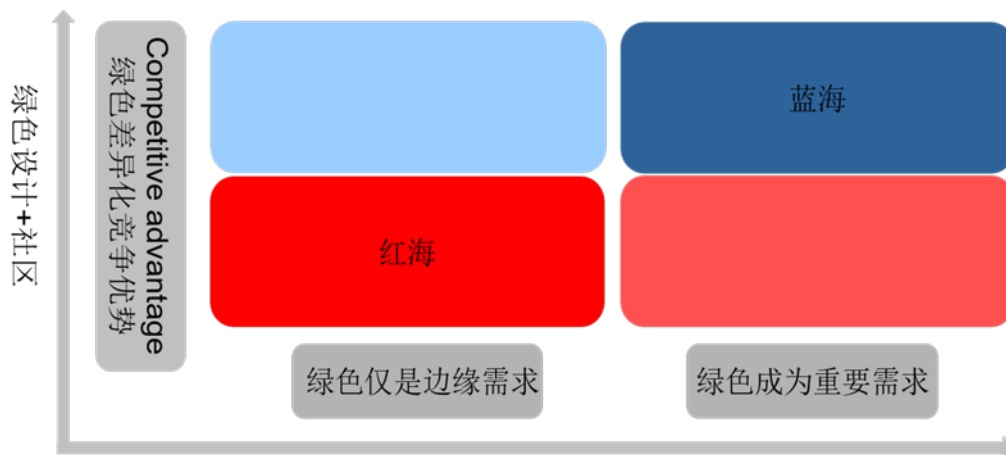 绿色设计+社区
Competitive advantage
绿色差异化竞争优势
蓝海
红海
绿色仅是边缘需求
绿色成为重要需求